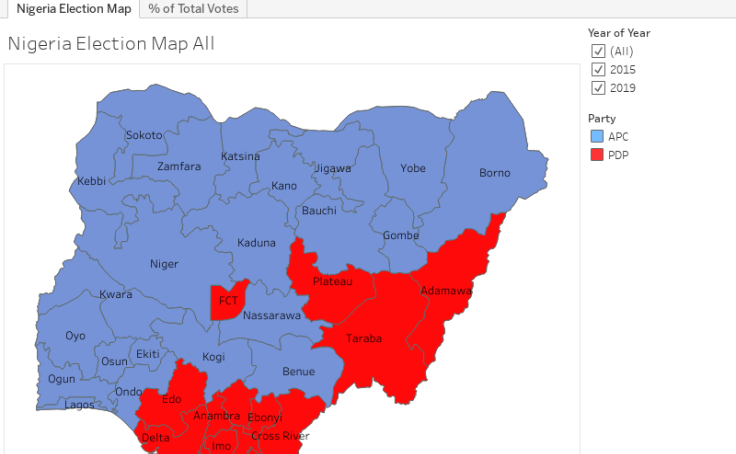 Nigeria Election Map
% of Total Votes
Nigeria Election Map All
Year of Year
(All)
2015
2019
Party
APC
PDP
Sokoto
Katsina
Zamfara
Jigawa
Yobe
Borno
Kebbi
Kano
Bauchi
Gombe
Kaduna
Niger
Plateau
Kwara
FCT
Adamawa
Nassarawa
Oyo
Taraba
Osun
Ekiti
Kogi
Benue
Ogun
Ondo
Lagos
Edo
Anambra
Ebonyi
Delta
Cross River
Imo